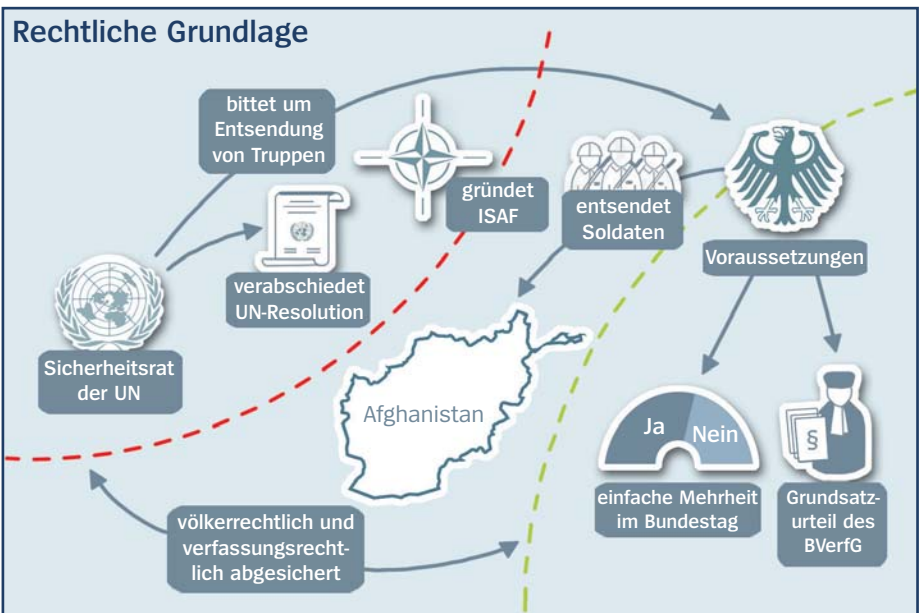 Rechtliche Grundlage
bittet um
Entsendung
von Truppen
gründet
ISAF
entsendet
Soldaten
Voraussetzungen
verabschiedet
UN-Resolution
Sicherheitsrat
der UN
Afghanistan
Ja
Nein
§
einfache Mehrheit
im Bundestag
Grundsatz-
urteil des
BVerfG
völkerrechtlich und
verfassungsrecht-
lich abgesichert